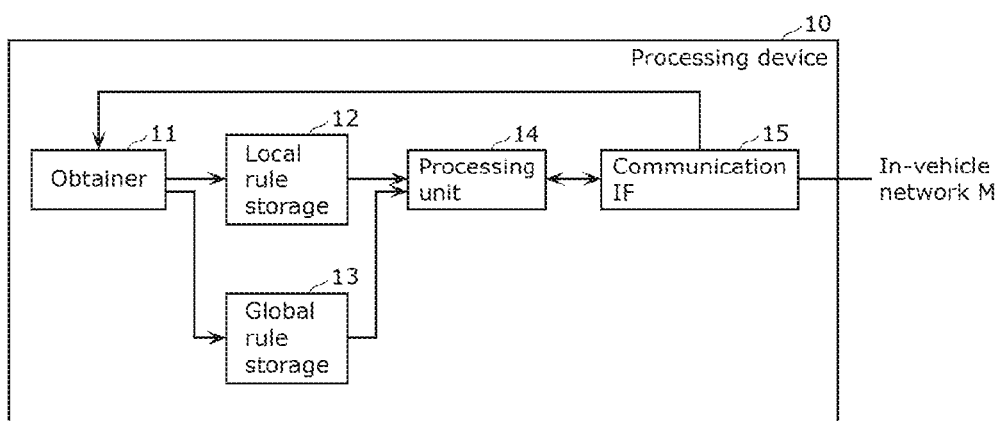 10
Processing device
11
Obtainer
12
Local
rule
storage
14
Processing
unit
15
Communication
IF
In-vehicle
network M
13
Global
rule
storage